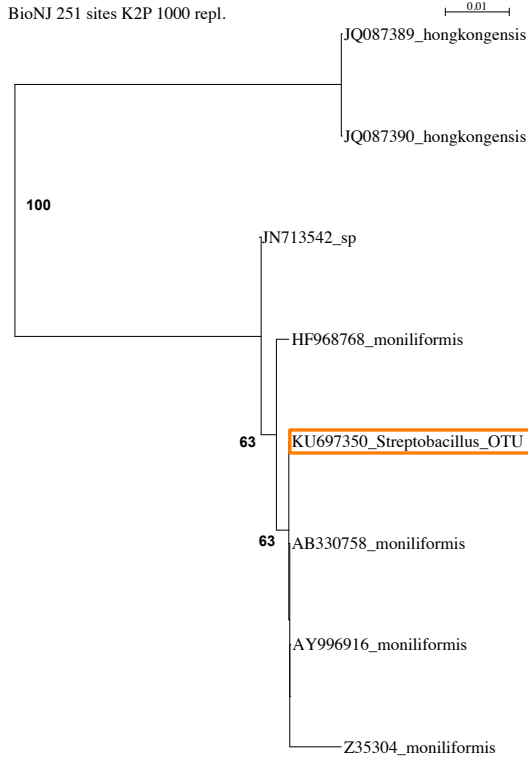 BioNJ 251 sites K2P 1000 repl.
0.01
JQ087389_hongkongensis
JQ087390_hongkongensis
100
JN713542_sp
HF968768_moniliformis
63
KU697350_Streptobacillus_OTU
63
AB330758_moniliformis
AY996916_moniliformis
Z35304_moniliformis